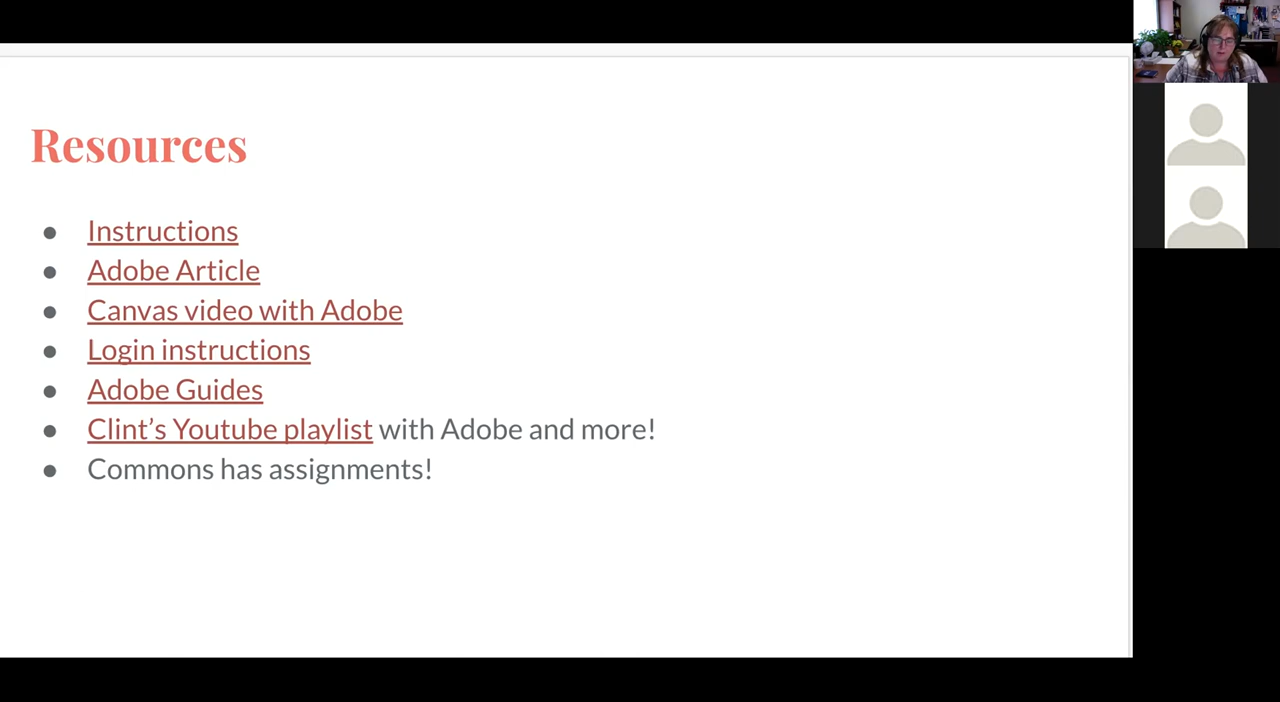 Resources
Instructions
Adobe Article
Canvas video with Adobe
Login instructions
Adobe Guides
Clint’s Youtube playlist with Adobe and more!
Commons has assignments!